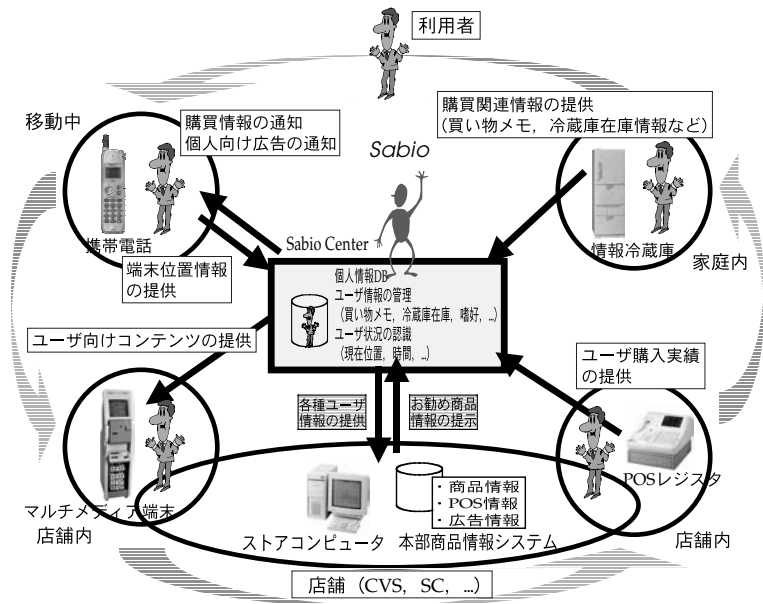 利用者
移動中
購買情報の通知
個人向け広告の通知
購買関連情報の提供
(買い物メモ，冷蔵庫在庫情報など)
Sabio
携帯電話
Sabio Center
情報冷蔵庫
家庭内
端末位置情報
の提供
個人情報DB
ユーザ情報の管理
(買い物メモ，冷蔵庫在庫，嗜好，...)
ユーザ状況の認識
(現在位置，時間，...)
ユーザ向けコンテンツの提供
ユーザ購入実績
の提供
各種ユーザ
情報の提供
お勧め商品
情報の提示
マルチメディア端末
店舗内
・商品情報
・POS情報
・広告情報
POSレジスタ
店舗内
ストアコンピュータ
本部商品情報システム
店舗（CVS，SC，...）